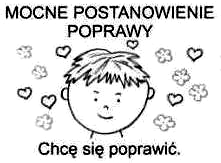 MOCNE POSTANOWIENIE
POPRAWY
Chcę się poprawić.